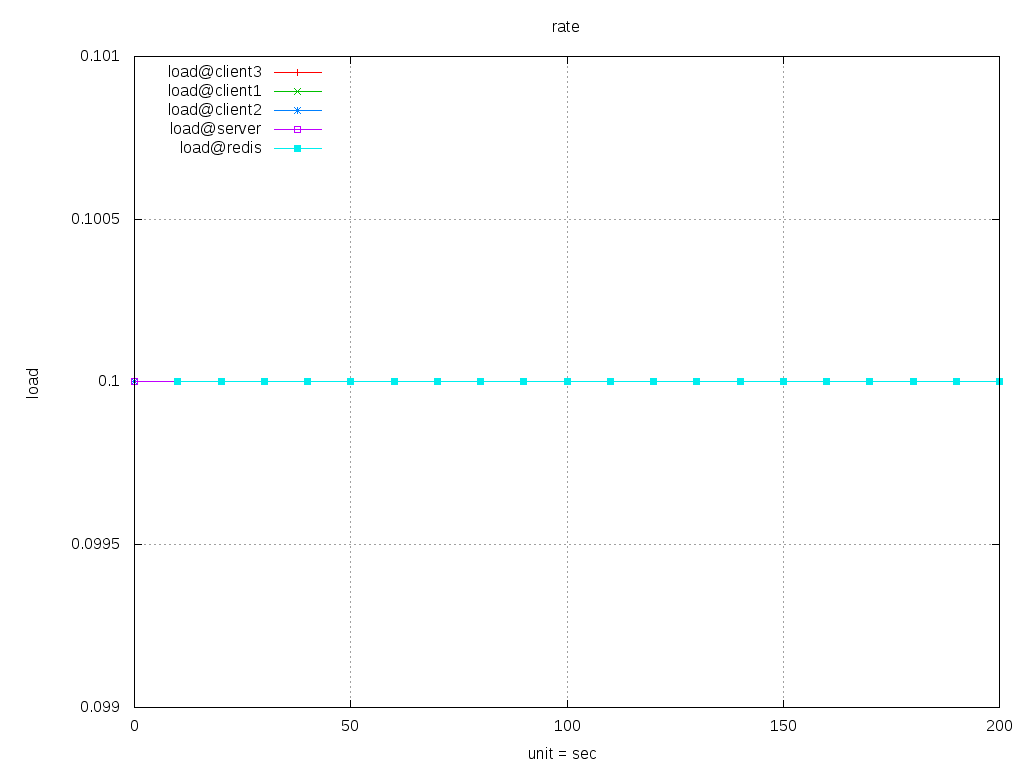 rate
0.101
load@client3
load@client1
load@client2
load@server
load@redis
0.1005
0.1
load
0.0995
0.099
0 50 100 150 200
unit = sec